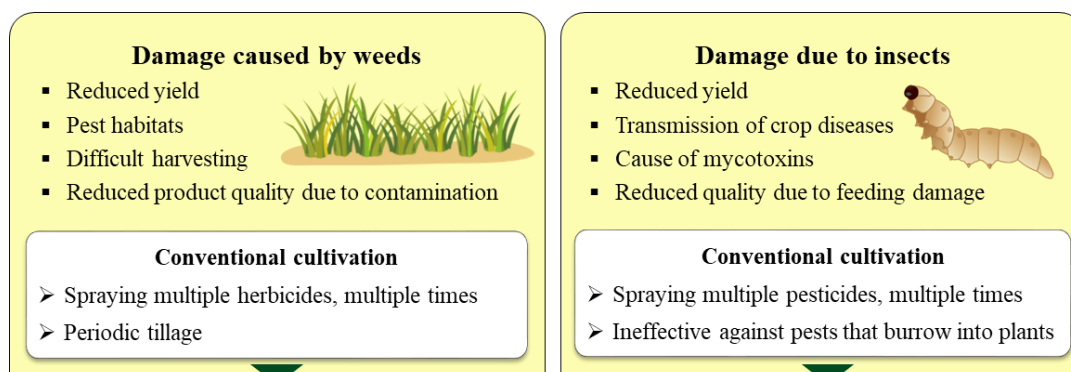 Damage caused by weeds
▪ Reduced yield
▪ Pest habitats
▪ Difficult harvesting
▪ Reduced product quality due to contamination
Conventional cultivation
➢ Spraying multiple herbicides, multiple times
➢ Periodic tillage
Damage due to insects
▪ Reduced yield
▪ Transmission of crop diseases
▪ Cause of mycotoxins
▪ Reduced quality due to feeding damage
Conventional cultivation
➢ Spraying multiple pesticides, multiple times
➢ Ineffective against pests that burrow into plants